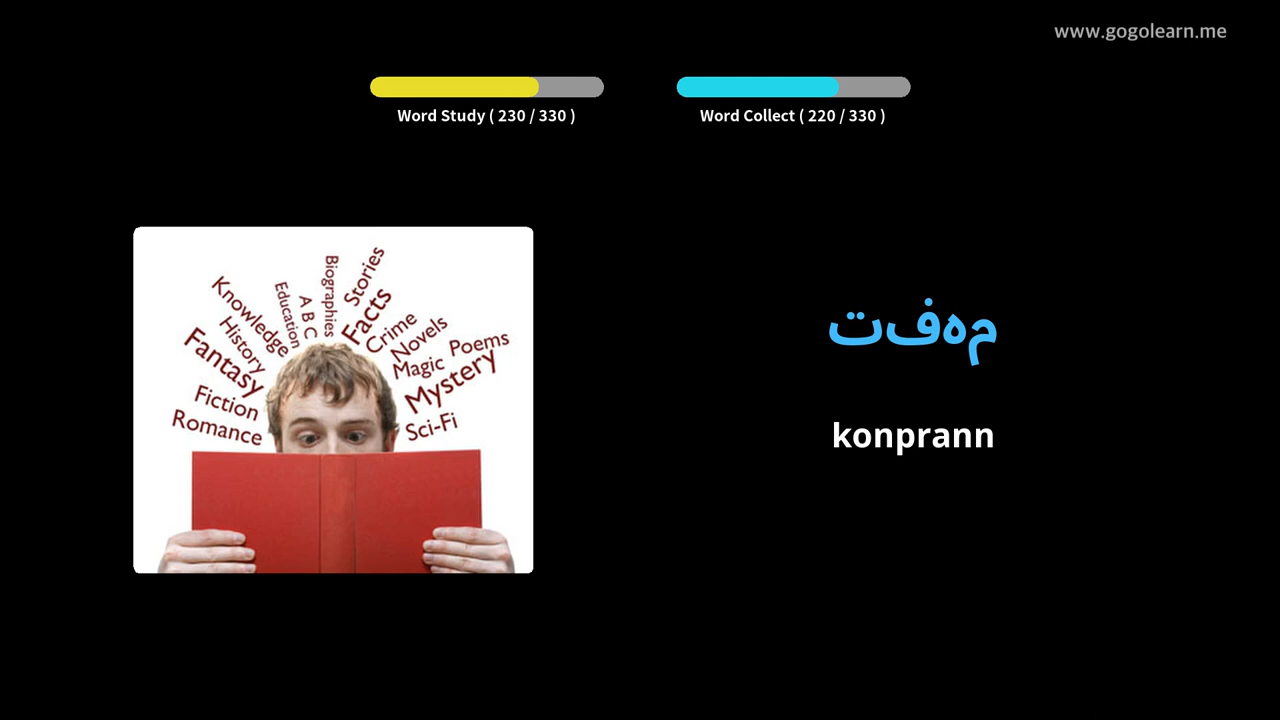 www.gogolearn.me
Word Study ( 230 / 330 )
Word Collect ( 220 / 330 )
Knowledge
Education
A B C
Biographies
Stories
Facts
Crime
Novels
Poems
Magic
Mystery
Sci-Fi
History
Fantasy
Fiction
Romance
مهفت
konprann